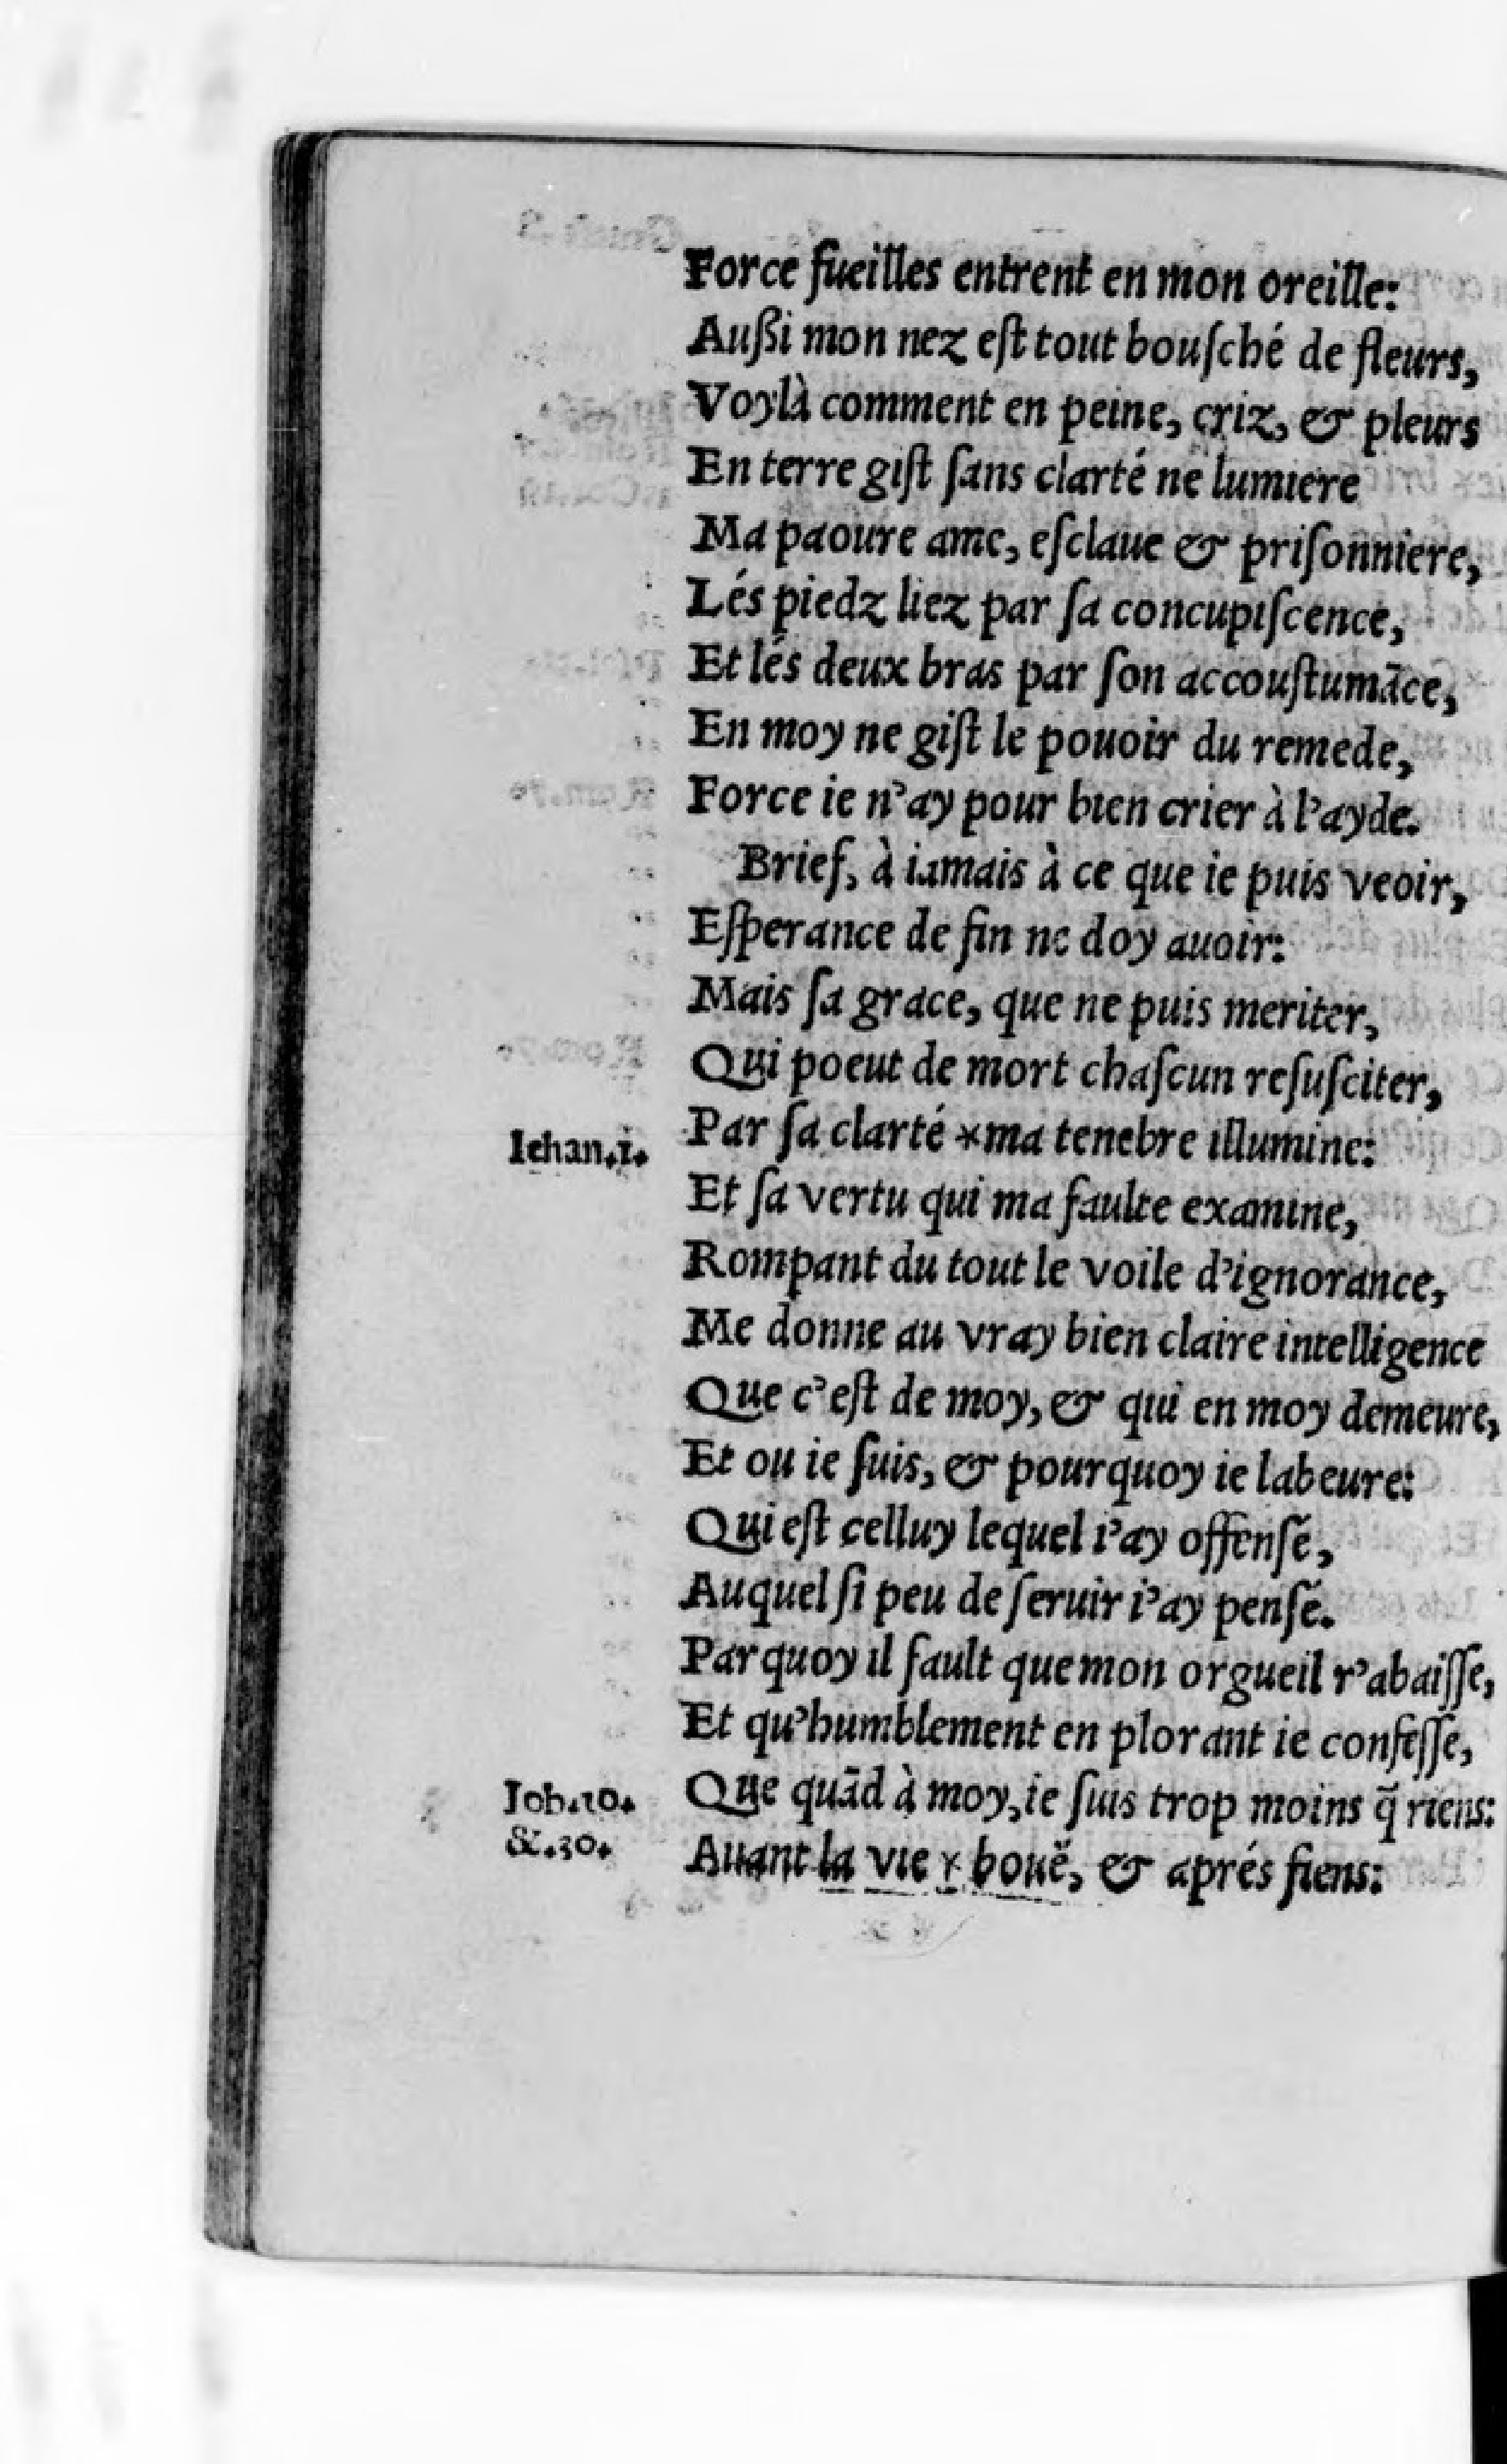 Force fueilles entrent en mon oreille:
Außi mon nez eſt tout bouſché de fleurs,
Voylà comment en peine, criz, & pleurs
En terre giſt ſans clarté ne lumiere
Ma paoure ame, eſclaue & priſonniere,
Lés piedz liez par ſa concupiſcence,
Et lés deux bras par ſon accouſtumāce,
En moy ne giſt le pouoir du remede,
Force ie n'ay pour bien crier à l'ayde.
Brief, à iamais à ce que ie puis veoir,
Eſperance de fin ne doy auoir:
Mais ſa grace, que ne puis meriter,
Qui poeut de mort chaſcun reſuſciter,
Iehan.i. Par ſa clarté *ma tenebre illumine:
Et ſa vertu qui ma faulte examine,
Rompant du tout le voile d'ignorance,
Me donne au vray bien claire intelligence
Que c'eſt de moy, & qui en moy demeure,
Et ou ie ſuis, & pourquoy ie labeure:
Qui eſt celluy lequel i'ay offenſé,
Auquel ſi peu de ſeruir i'ay penſé.
Parquoy il fault que mon orgueil r'abaiſſe,
Et qu'humblement en plorant ie confeſſe,
Iob.10. Que quād à moy, ie ſuis trop moins q̃ riens:
&.30. Auant la vie * bouë, & aprés fiens: